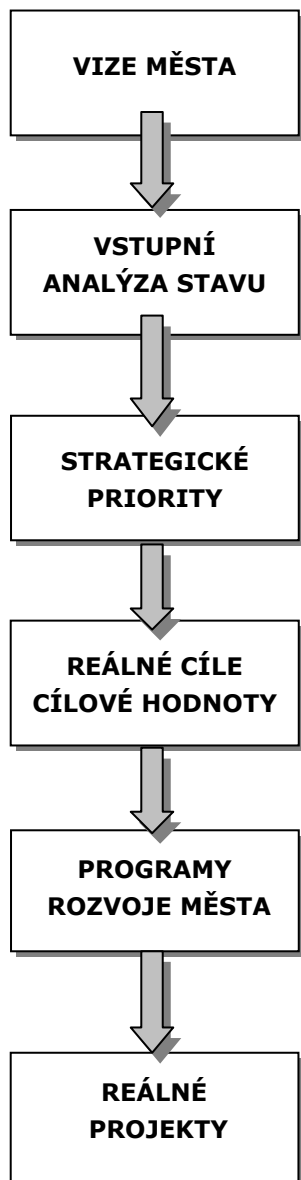 VIZE MĚSTA
VSTUPNÍ
ANALÝZA STAVU
STRATEGICKÉ
PRIORITY
REÁLNÉ CÍLE
CÍLOVÉ HODNOTY
PROGRAMY
ROZVOJE MĚSTA
REÁLNÉ
PROJEKTY